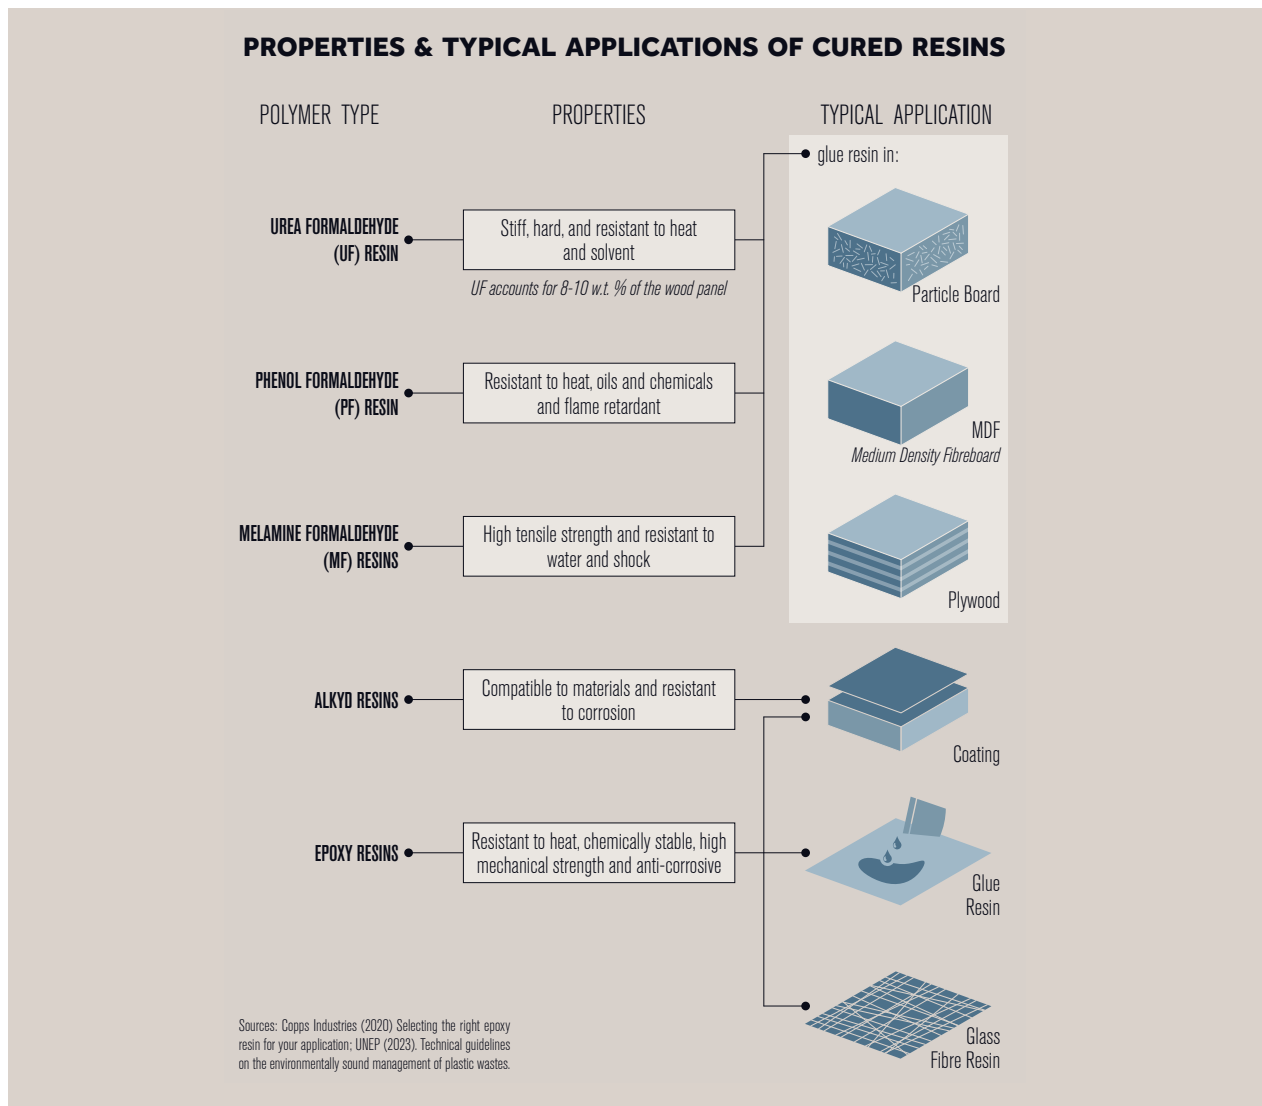 PROPERTIES & TYPICAL APPLICATIONS OF CURED RESINS
POLYMER TYPE
PROPERTIES
TYPICAL APPLICATION
glue resin in:
UREA FORMALDEHYDE
(UF) RESIN
Stiff, hard, and resistant to heat
and solvent
UF accounts for 8-10 w.t. % of the wood panel
Particle Board
PHENOL FORMALDEHYDE
(PF) RESIN
Resistant to heat, oils and chemicals
and flame retardant
MDF
Medium Density Fibreboard
MELAMINE FORMALDEHYDE
(MF) RESINS
High tensile strength and resistant to
water and shock
Plywood
ALKYD RESINS
Compatible to materials and resistant
to corrosion
Coating
EPOXY RESINS
Resistant to heat, chemically stable, high
mechanical strength and anti-corrosive
Glue
Resin
Glass
Fibre Resin
Sources: Copps Industries (2020) Selecting the right epoxy
resin for your application; UNEP (2023). Technical guidelines
on the environmentally sound management of plastic wastes.